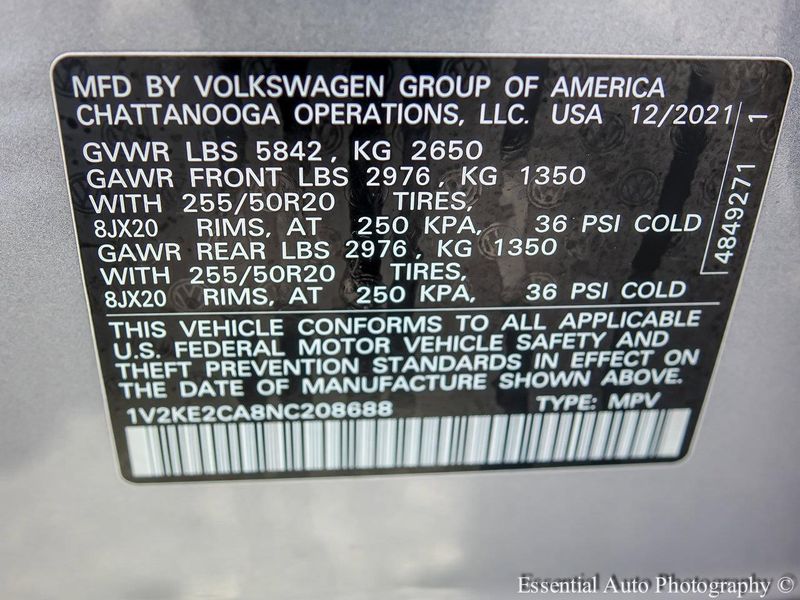 MFD BY VOLKSWAGEN GROUP OF AMERICA
CHATTANOOGA OPERATIONS, LLC. USA 12/2021
GVWR LBS 5842, KG 2650
GAWR FRONT LBS 2976, KG 1350
WITH 255/50R20 TIRES,
8JX20 RIMS, AT 250 KPA, 36 PSI COLD
GAWR REAR LBS 2976, KG 1350
WITH 255/50R20 TIRES,
8JX20 RIMS, AT 250 KPA, 36 PSI COLD
4849271 1
THIS VEHICLE CONFORMS TO ALL APPLICABLE
U.S. FEDERAL MOTOR VEHICLE SAFETY AND
THEFT PREVENTION STANDARDS IN EFFECT ON
THE DATE OF MANUFACTURE SHOWN ABOVE.
1V2KE2CA8NC208688 TYPE: MPV
Essential Auto Photography ©